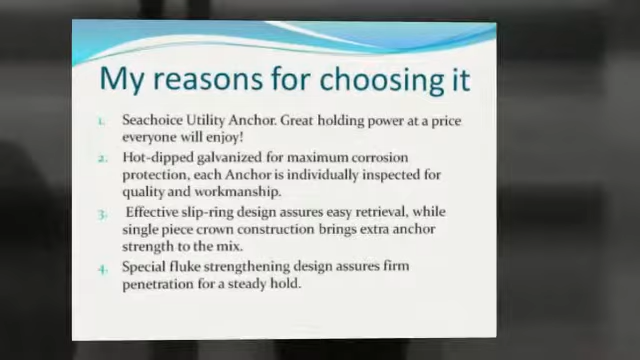 My reasons for choosing it
1. Seachoice Utility Anchor. Great holding power at a price
everyone will enjoy!
2. Hot-dipped galvanized for maximum corrosion
protection, each Anchor is individually inspected for
quality and workmanship.
3. Effective slip-ring design assures easy retrieval, while
single piece crown construction brings extra anchor
strength to the mix.
4. Special fluke strengthening design assures firm
penetration for a steady hold.